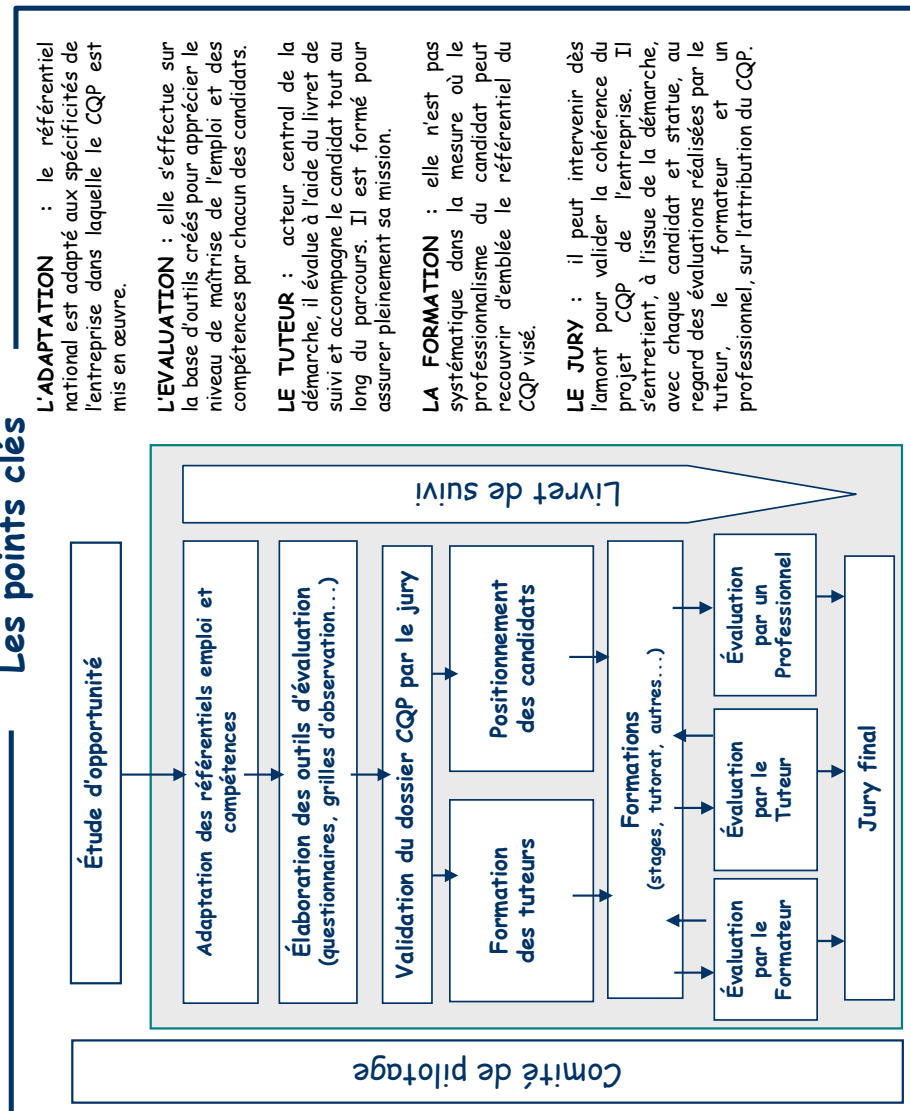 Les points clés
Comité de pilotage
Étude d'opportunité
Adaptation des référentiels emploi et
compétences
Élaboration des outils d'évaluation
(questionnaires, grilles d'observation...)
Validation du dossier CQP par le jury
Formation
des tuteurs
Positionnement
des candidats
Formations
(stages, tutorat, autres...)
Évaluation
par le
Formateur
Évaluation
par le
Tuteur
Évaluation
par un
Professionnel
Jury final
Livret de suivi
L'ADAPTATION : le référentiel
national est adapté aux spécificités de
l'entreprise dans laquelle le CQP est
mis en œuvre.
L'EVALUATION : elle s'effectue sur
la base d'outils créés pour apprécier le
niveau de maîtrise de l'emploi et des
compétences par chacun des candidats.
LE TUTEUR : acteur central de la
démarche, il évalue à l'aide du livret de
suivi et accompagne le candidat tout au
long du parcours. Il est formé pour
assurer pleinement sa mission.
LA FORMATION : elle n'est pas
systématique dans la mesure où le
professionnalisme du candidat peut
recouvrir d'emblée le référentiel du
CQP visé.
LE JURY : il peut intervenir dès
l'amont pour valider la cohérence du
projet CQP de l'entreprise. Il
s'entretient, à l'issue de la démarche,
avec chaque candidat et statue, au
regard des évaluations réalisées par le
tuteur, le formateur et un
professionnel, sur l'attribution du CQP.